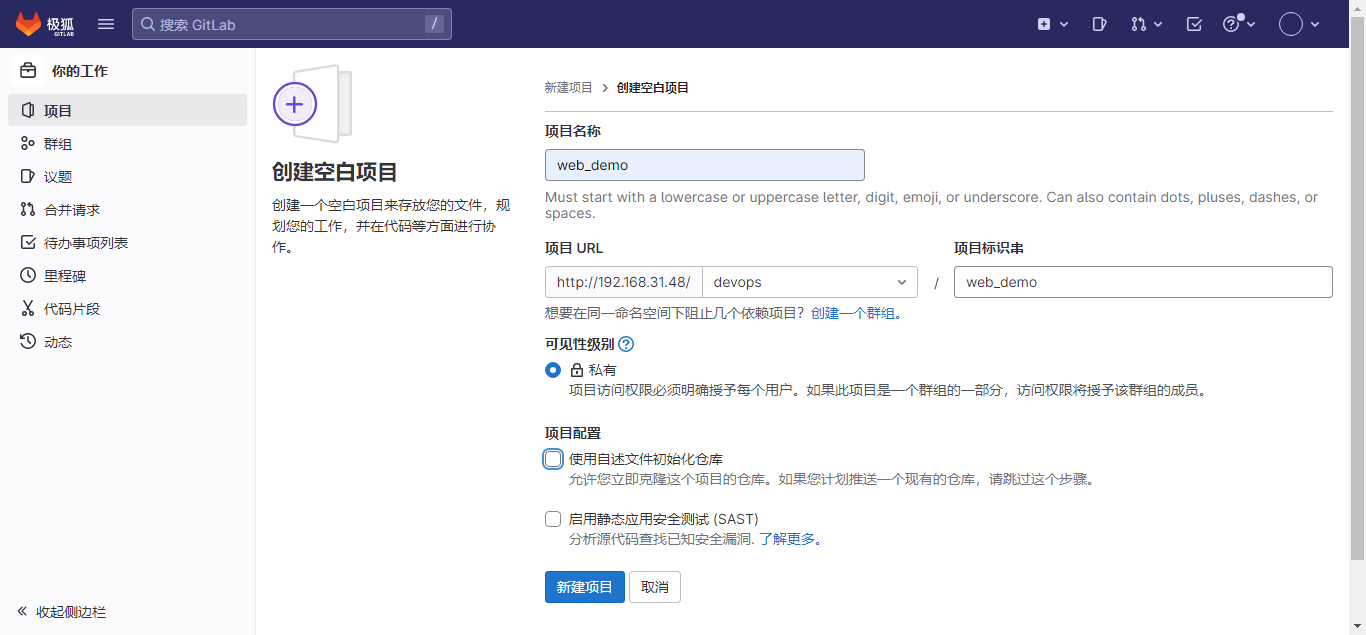 极狐
GITLAB
搜索 GitLab
/
你的工作
项目
群组
议题
合并请求
待办事项列表
里程碑
代码片段
动态
收起侧边栏
创建空白项目
创建一个空白项目来存放您的文件，规
划您的工作，并在代码等方面进行协
作。
新建项目 > 创建空白项目
项目名称
web_demo
Must start with a lowercase or uppercase letter, digit, emoji, or underscore. Can also contain dots, pluses, dashes, or
spaces.
项目 URL
http://192.168.31.48/ devops
/
项目标识串
web_demo
想要在同一命名空间下阻止几个依赖项目？创建一个群组。
可见性级别
私有
项目访问权限必须明确授予每个用户。如果此项目是一个群组的一部分，访问权限将授予该群组的成员。
项目配置
使用自述文件初始化仓库
允许您立即克隆这个项目的仓库。如果您计划推送一个现有的仓库，请跳过这个步骤。
启用静态应用安全测试 (SAST)
分析源代码查找已知安全漏洞. 了解更多。
新建项目 取消